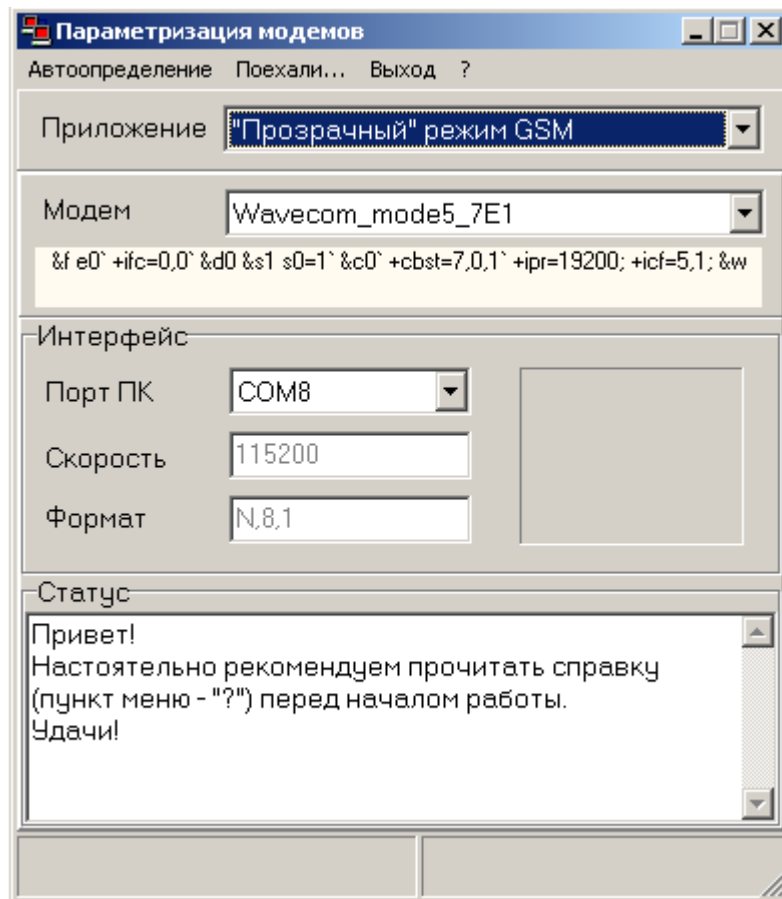 Параметризация модемов
Автоопределение Поехали... Выход ?
Приложение "Прозрачный" режим GSM
Модем Wavecom_mode5_7E1
&f e0` +ifc=0,0` &d0 &s1 s0=1` &c0` +cbst=7,0,1` +ipr=19200; +icf=5,1; &w
Интерфейс
Порт ПК COM8
Скорость 115200
Формат N,8,1
Статус
Привет!
Настоятельно рекомендуем прочитать справку
(пункт меню - "?") перед началом работы.
Удачи!